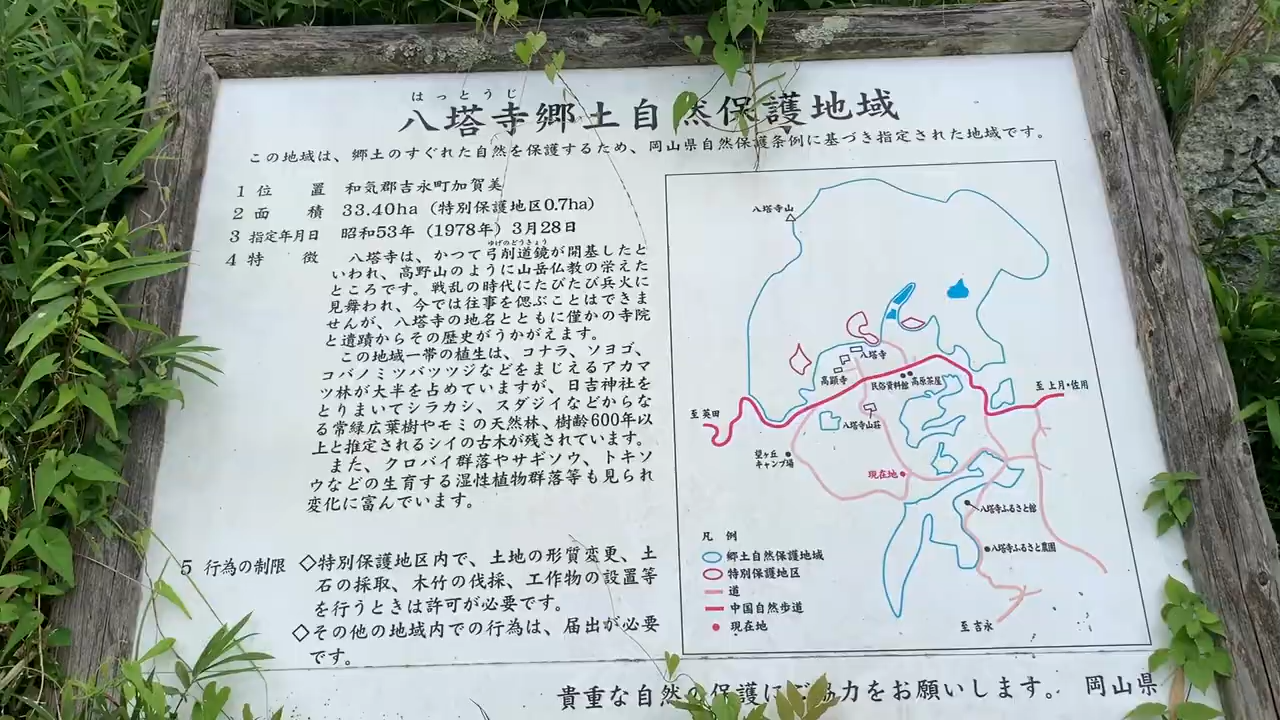 はっとうじ
八塔寺郷土自然保護地域
この地域は、郷土のすぐれた自然を保護するため、岡山県自然保護条例に基づき指定された地域です。
1 位 置 和気郡吉永町加賀美
2 面 積 33.40ha（特別保護地区0.7ha）
3 指定年月日 昭和53年（1978年）3月28日
ゆげのどうきょう
4 特 徴 八塔寺は、かつて弓削道鏡が開基したと
いわれ、高野山のように山岳仏教の栄えた
ところです。戦乱の時代にたびたび兵火に
見舞われ、今では往事を偲ぶことはできま
せんが、八塔寺の地名とともに僅かの寺院
と遺蹟からその歴史がうかがえます。
この地域一帯の植生は、コナラ、ソヨゴ、
コバノミツバツツジなどをまじえるアカマ
ツ林が大半を占めていますが、日吉神社を
とりまいてシラカシ、スダジイなどからな
る常緑広葉樹やモミの天然林、樹齢600年以
上と推定されるシイの古木が残されています。
また、クロバイ群落やサギソウ、トキソ
ウなどの生育する湿性植物群落等も見られ
変化に富んでいます。
5 行為の制限 ◇特別保護地区内で、土地の形質変更、土
石の採取、木竹の伐採、工作物の設置等
を行うときは許可が必要です。
◇その他の地域内での行為は、届出が必要
です。
八塔寺山
八塔寺
高顕寺
民俗資料館
高原茶屋
至 上月・佐用
至 英田
八塔寺山荘
望ヶ丘
キャンプ場
現在地
八塔寺ふるさと館
八塔寺ふるさと農園
至 吉永
凡 例
郷土自然保護地域
特別保護地区
道
中国自然歩道
現在地
貴重な自然の保護にご協力をお願いします。 岡山県